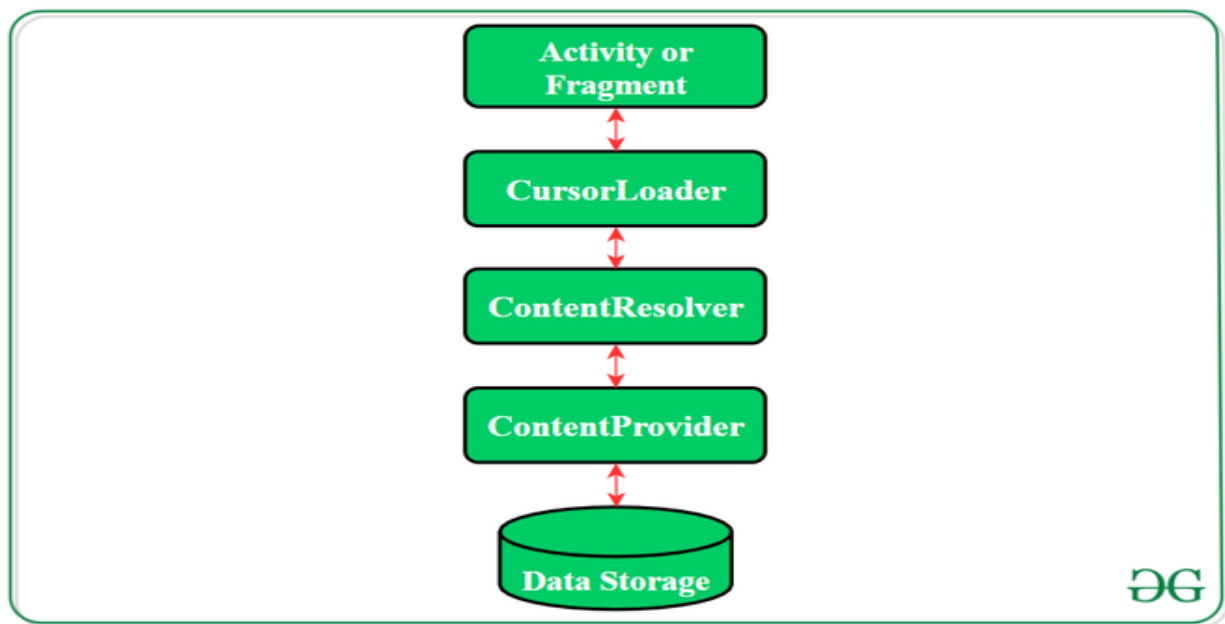 Activity or
Fragment
CursorLoader
ContentResolver
ContentProvider
Data Storage